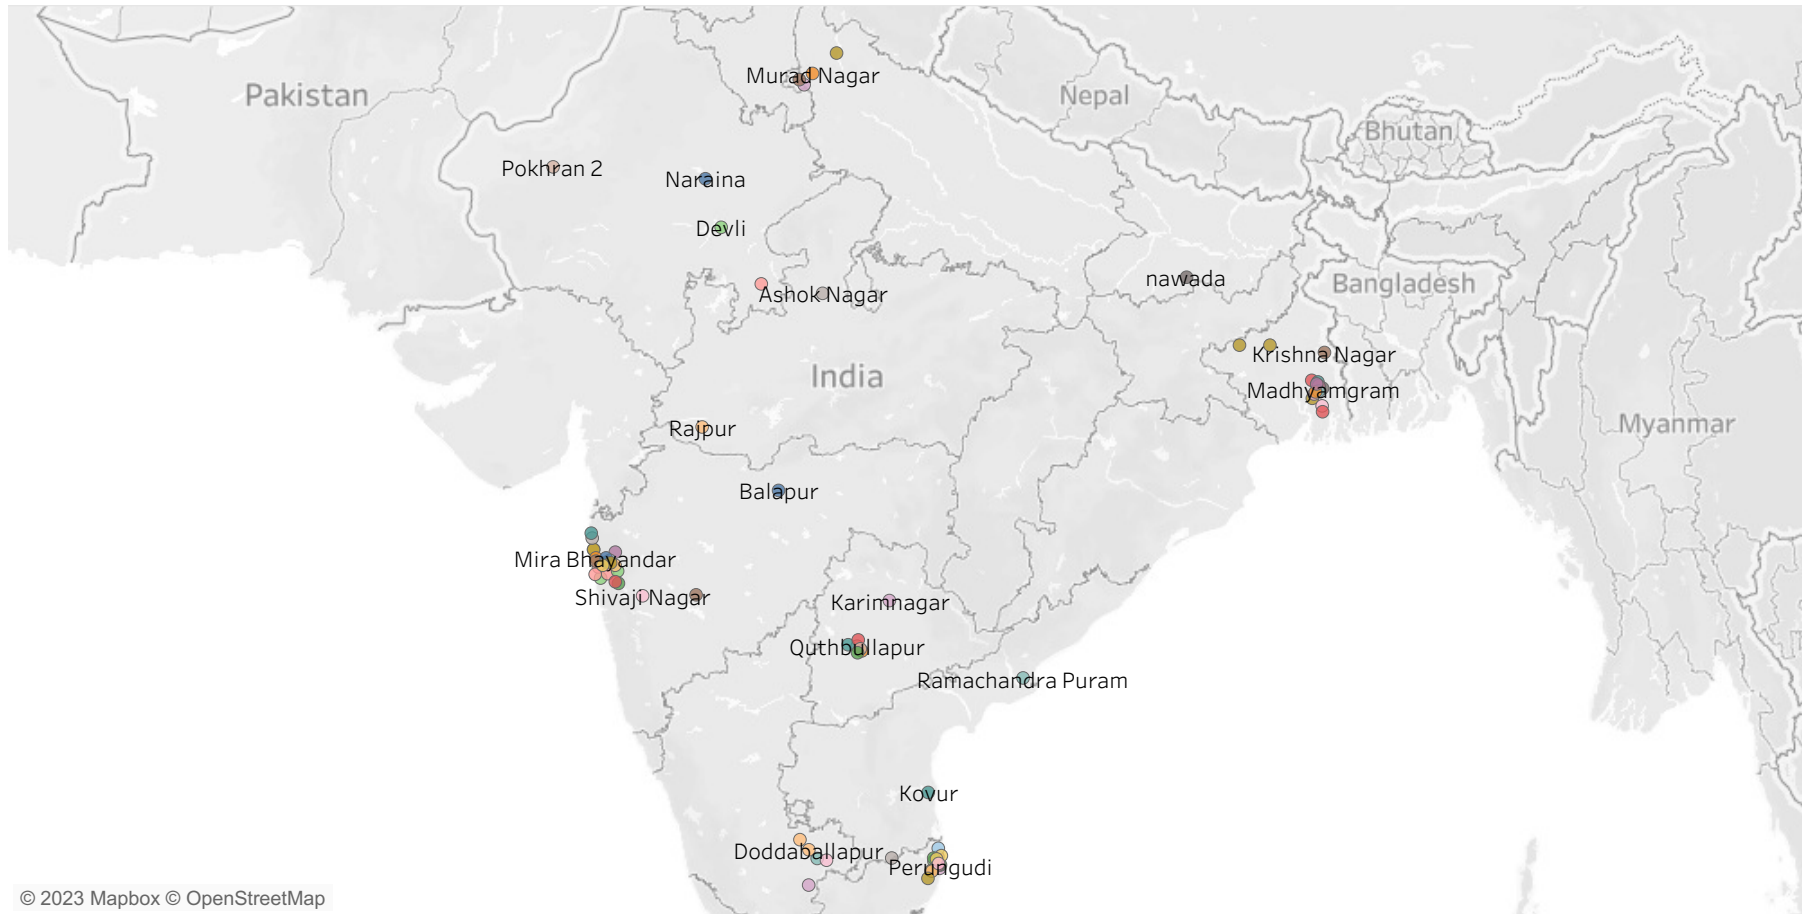 Murad Nagar
Pakistan
Nepal
Bhutan
Pokhran 2
Naraina
Devli
nawada
Bangladesh
Ashok Nagar
Krishna Nagar
India
Madhyamgram
Myanmar
Rajpur
Balapur
Mira Bhayandar
Shivaji Nagar
Karimnagar
Quthbullapur
Ramachandra Puram
Kovur
Doddaballapur
Perungudi
© 2023 Mapbox © OpenStreetMap